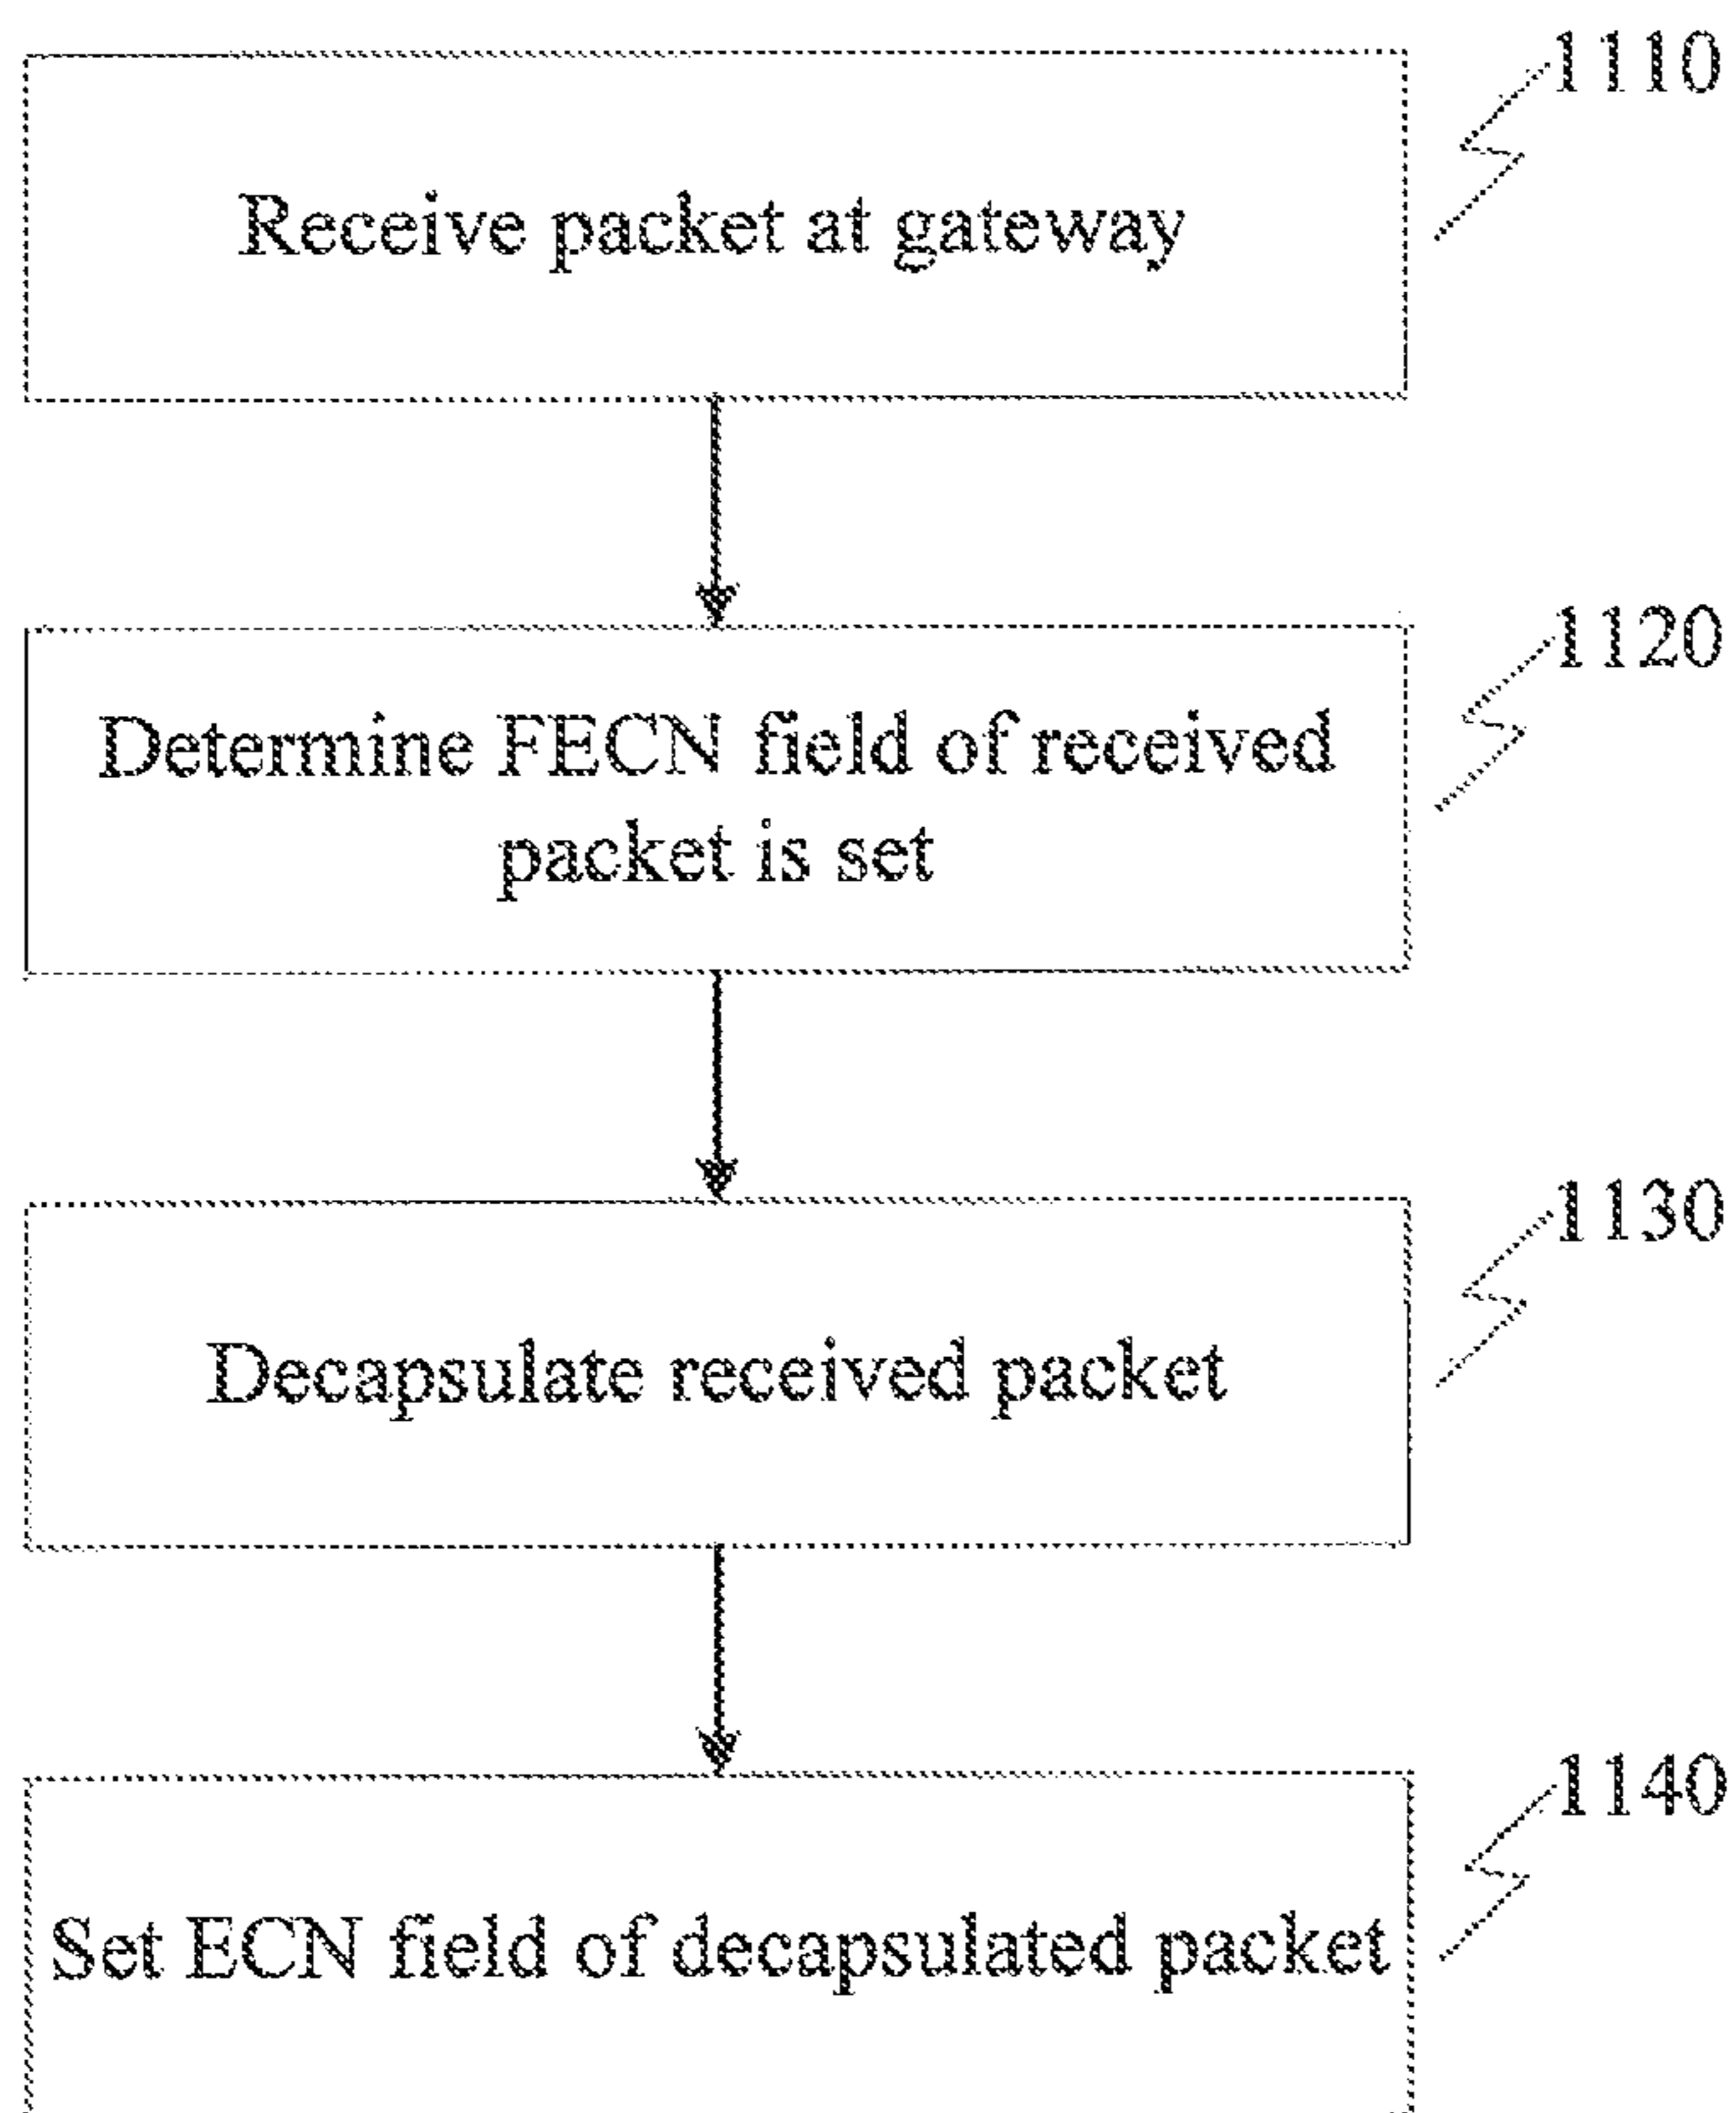 1110
Receive packet at gateway
1120
Determine FECN field of received
packet is set
1130
Decapsulate received packet
1140
Set ECN field of decapsulated packet